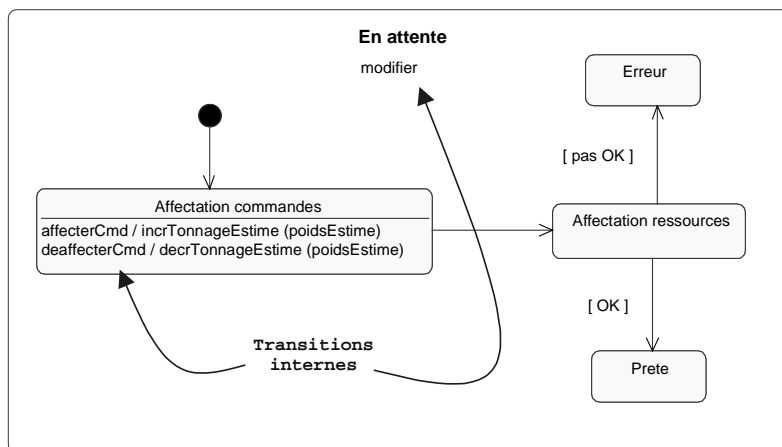 En attente
modifier
Erreur
[ pas OK ]
Affectation commandes
affecterCmd / incrTonnageEstime (poidsEstime)
deaffecterCmd / decrTonnageEstime (poidsEstime)
Affectation ressources
[ OK ]
Transitions
internes
Prete